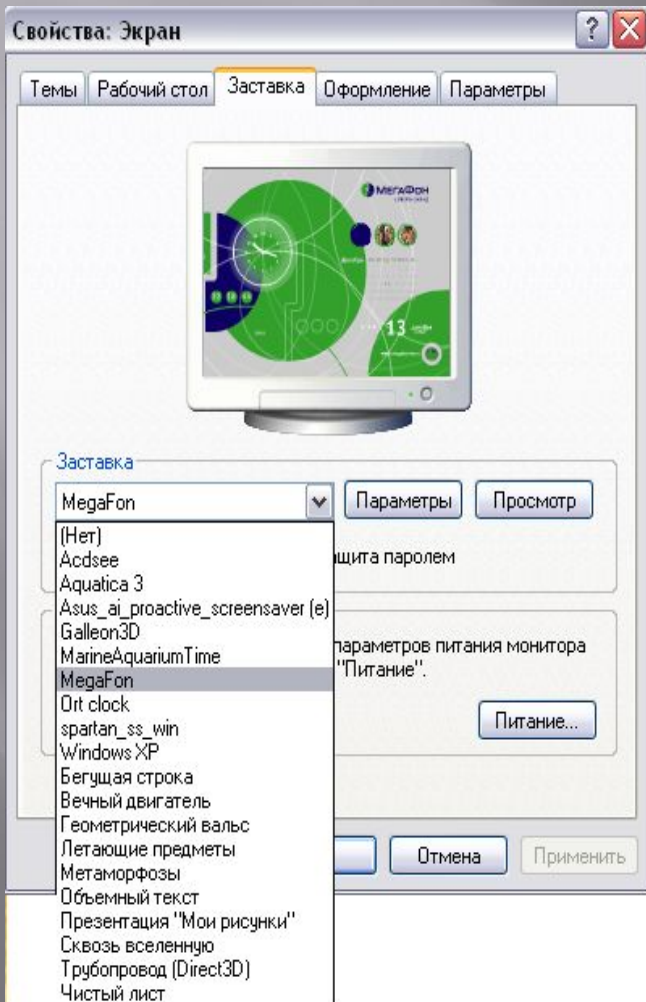 Свойства: Экран
Темы Рабочий стол Заставка Оформление Параметры
МЕГАФОН
13
Заставка
MegaFon Параметры Просмотр
(Нет)
Acdsee
ащита паролем
Aquatica 3
Asus_ai_proactive_screensaver (e)
Galleon3D
MarineAquariumTime
параметров питания монитора
MegaFon
"Питание".
Ort clock
spartan_ss_win
Питание...
Windows XP
Бегущая строка
Вечный двигатель
Геометрический вальс
Летающие предметы
Отмена Применить
Метаморфозы
Объемный текст
Презентация "Мои рисунки"
Сквозь вселенную
Трубопровод (Direct3D)
Чистый лист